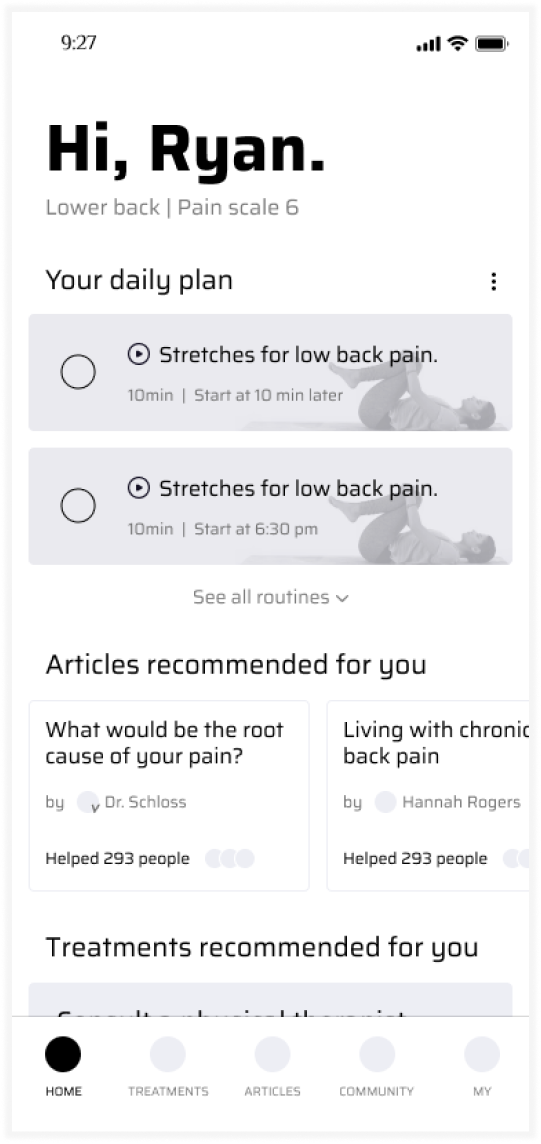 9:27
Hi, Ryan.
Lower back | Pain scale 6
Your daily plan
Stretches for low back pain.
10min | Start at 10 min later
Stretches for low back pain.
10min | Start at 6:30 pm
See all routines
Articles recommended for you
What would be the root
cause of your pain?
by Dr. Schloss
Helped 293 people
Living with chronic
back pain
by Hannah Rogers
Helped 293 people
Treatments recommended for you
Consult a physical therapist
HOME
TREATMENTS
ARTICLES
COMMUNITY
MY